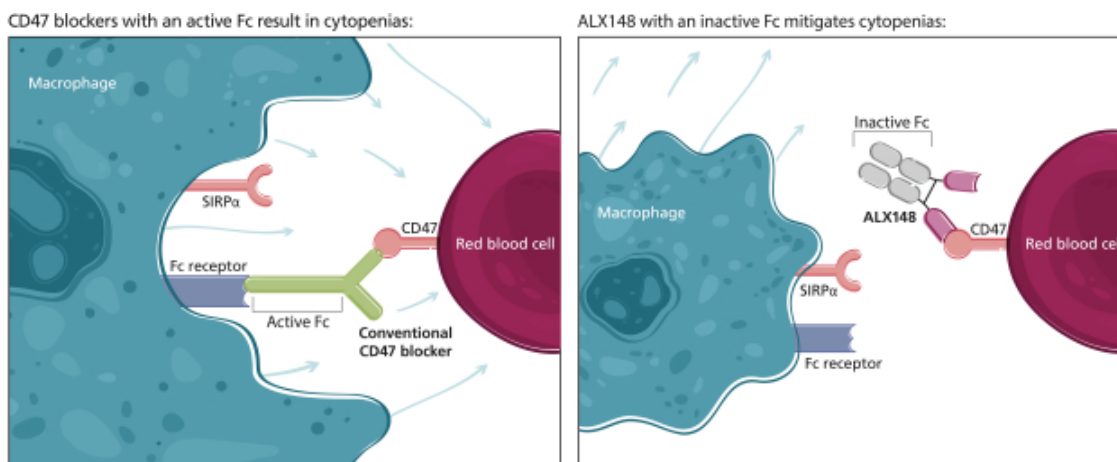 CD47 blockers with an active Fc result in cytopenias:
Macrophage
SIRPα
CD47
Red blood cell
Fc receptor
Active Fc
Conventional
CD47 blocker
ALX148 with an inactive Fc mitigates cytopenias:
Inactive Fc
Macrophage
ALX148
CD47
Red blood cel
SIRPα
Fc receptor